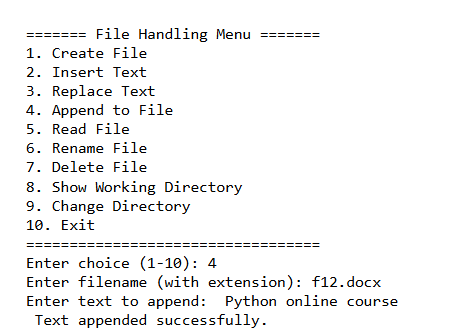 ======= File Handling Menu =======
1. Create File
2. Insert Text
3. Replace Text
4. Append to File
5. Read File
6. Rename File
7. Delete File
8. Show Working Directory
9. Change Directory
10. Exit
==================================
Enter choice (1-10): 4
Enter filename (with extension): f12.docx
Enter text to append:  Python online course
 Text appended successfully.